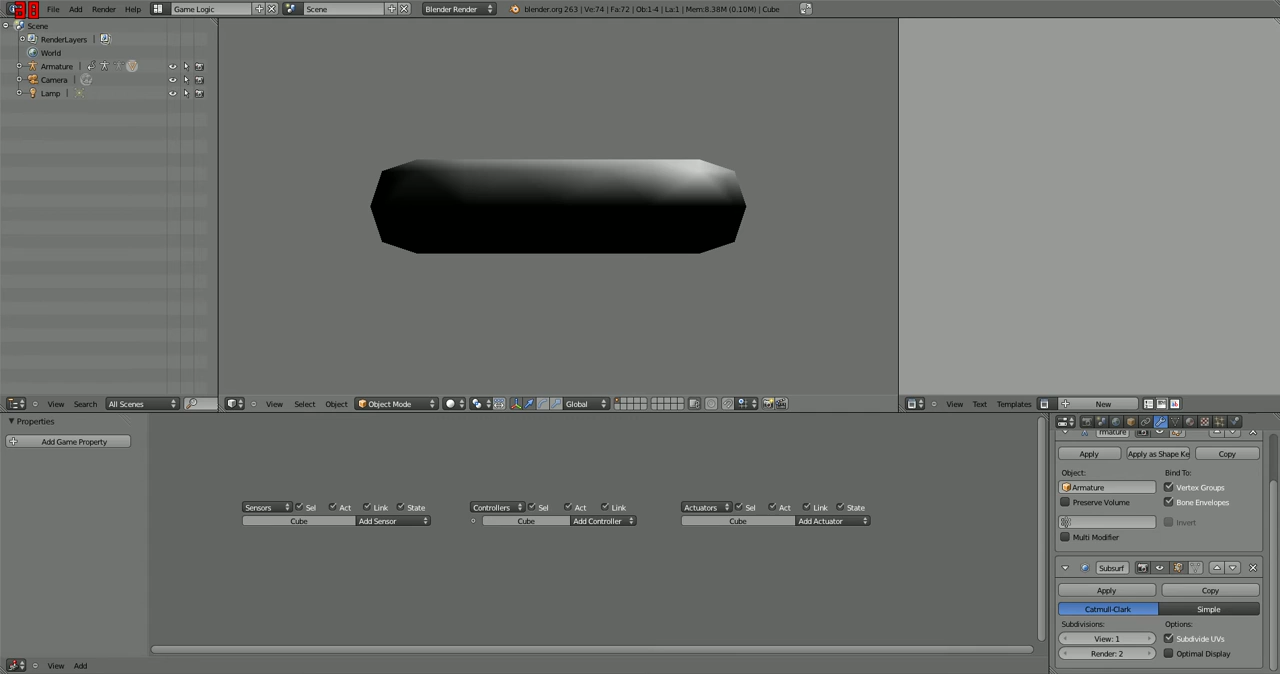 File Add Render Help Game Logic Scene Blender Render blender.org 263 | Ve:74 | Fa:72 | Ob:1-4 | La:1 | Mem:8.38M (0.10M) | Cube
Scene
RenderLayers
World
Armature
Camera
Lamp
View Search All Scenes
View Select Object Object Mode Global
View Text Templates New
Properties
Add Game Property
Sensors Sel Act Link State
Cube Add Sensor
Controllers Sel Act Link
Cube Add Controller
Actuators Sel Act Link State
Cube Add Actuator
View Add
Apply Apply as Shape Ke Copy
Object: Bind To:
Armature Vertex Groups
Preserve Volume Bone Envelopes
Invert
Multi Modifier
Subsurf
Apply Copy
Catmull-Clark Simple
Subdivisions: Options:
View: 1 Subdivide UVs
Render: 2 Optimal Display